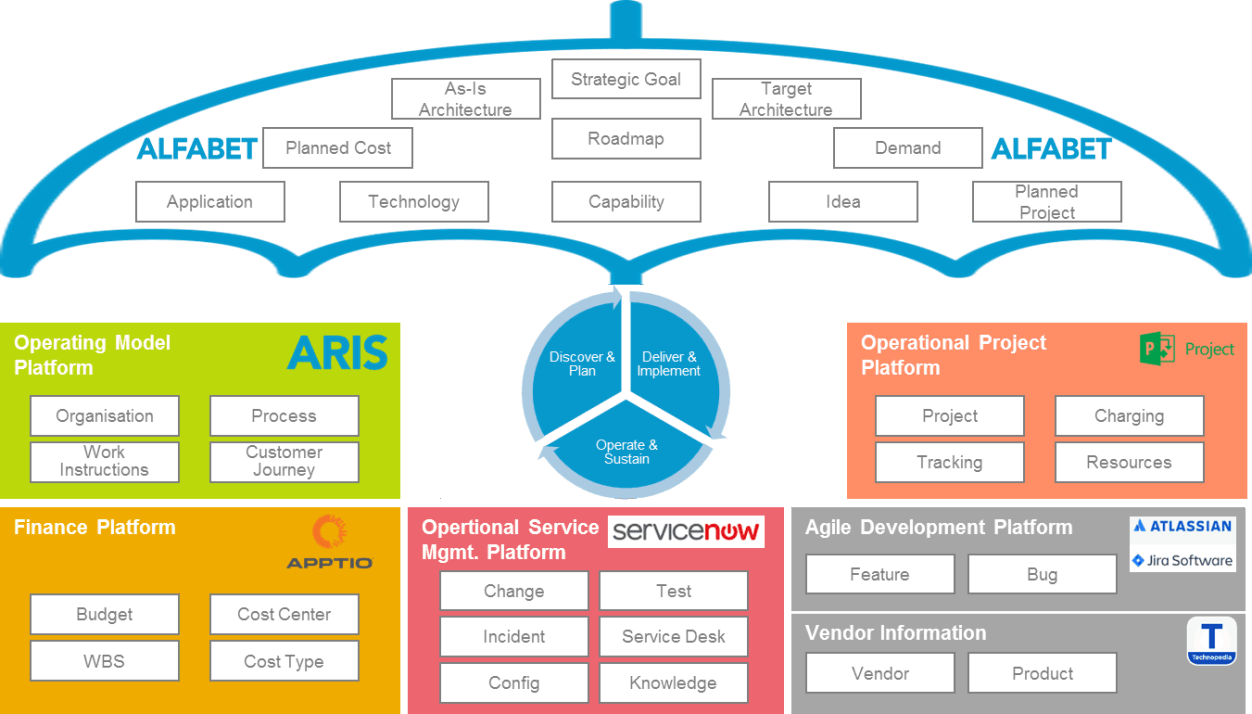 Strategic Goal
As-Is
Architecture
Target
Architecture
Roadmap
ALFABET
Planned Cost
Demand
ALFABET
Application
Technology
Capability
Idea
Planned
Project
Discover &
Plan
Deliver &
Implement
Operate &
Sustain
Operating Model
Platform
ARIS
Organisation
Process
Work
Instructions
Customer
Journey
Operational Project
Platform
P
Project
Project
Charging
Tracking
Resources
Finance Platform
APPTIO
Budget
Cost Center
WBS
Cost Type
Opertional Service
Mgmt. Platform
servicenow
Change
Test
Incident
Service Desk
Config
Knowledge
Agile Development Platform
ATLASSIAN
Jira Software
Feature
Bug
Vendor Information
T
Technopedia
Vendor
Product